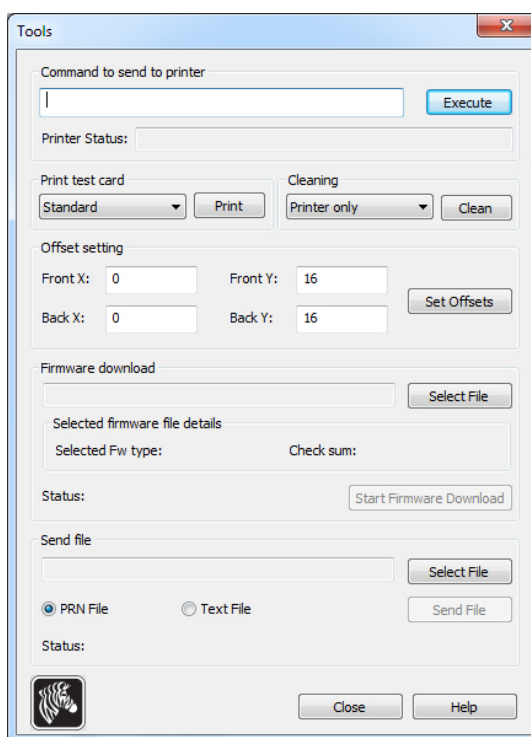 Tools
Command to send to printer
Execute
Printer Status:
Print test card
Standard
Print
Cleaning
Printer only
Clean
Offset setting
Front X: 0 Front Y: 16
Set Offsets
Back X: 0 Back Y: 16
Firmware download
Select File
Selected firmware file details
Selected Fw type: Check sum:
Status:
Start Firmware Download
Send file
Select File
PRN File Text File
Send File
Status:
Close Help